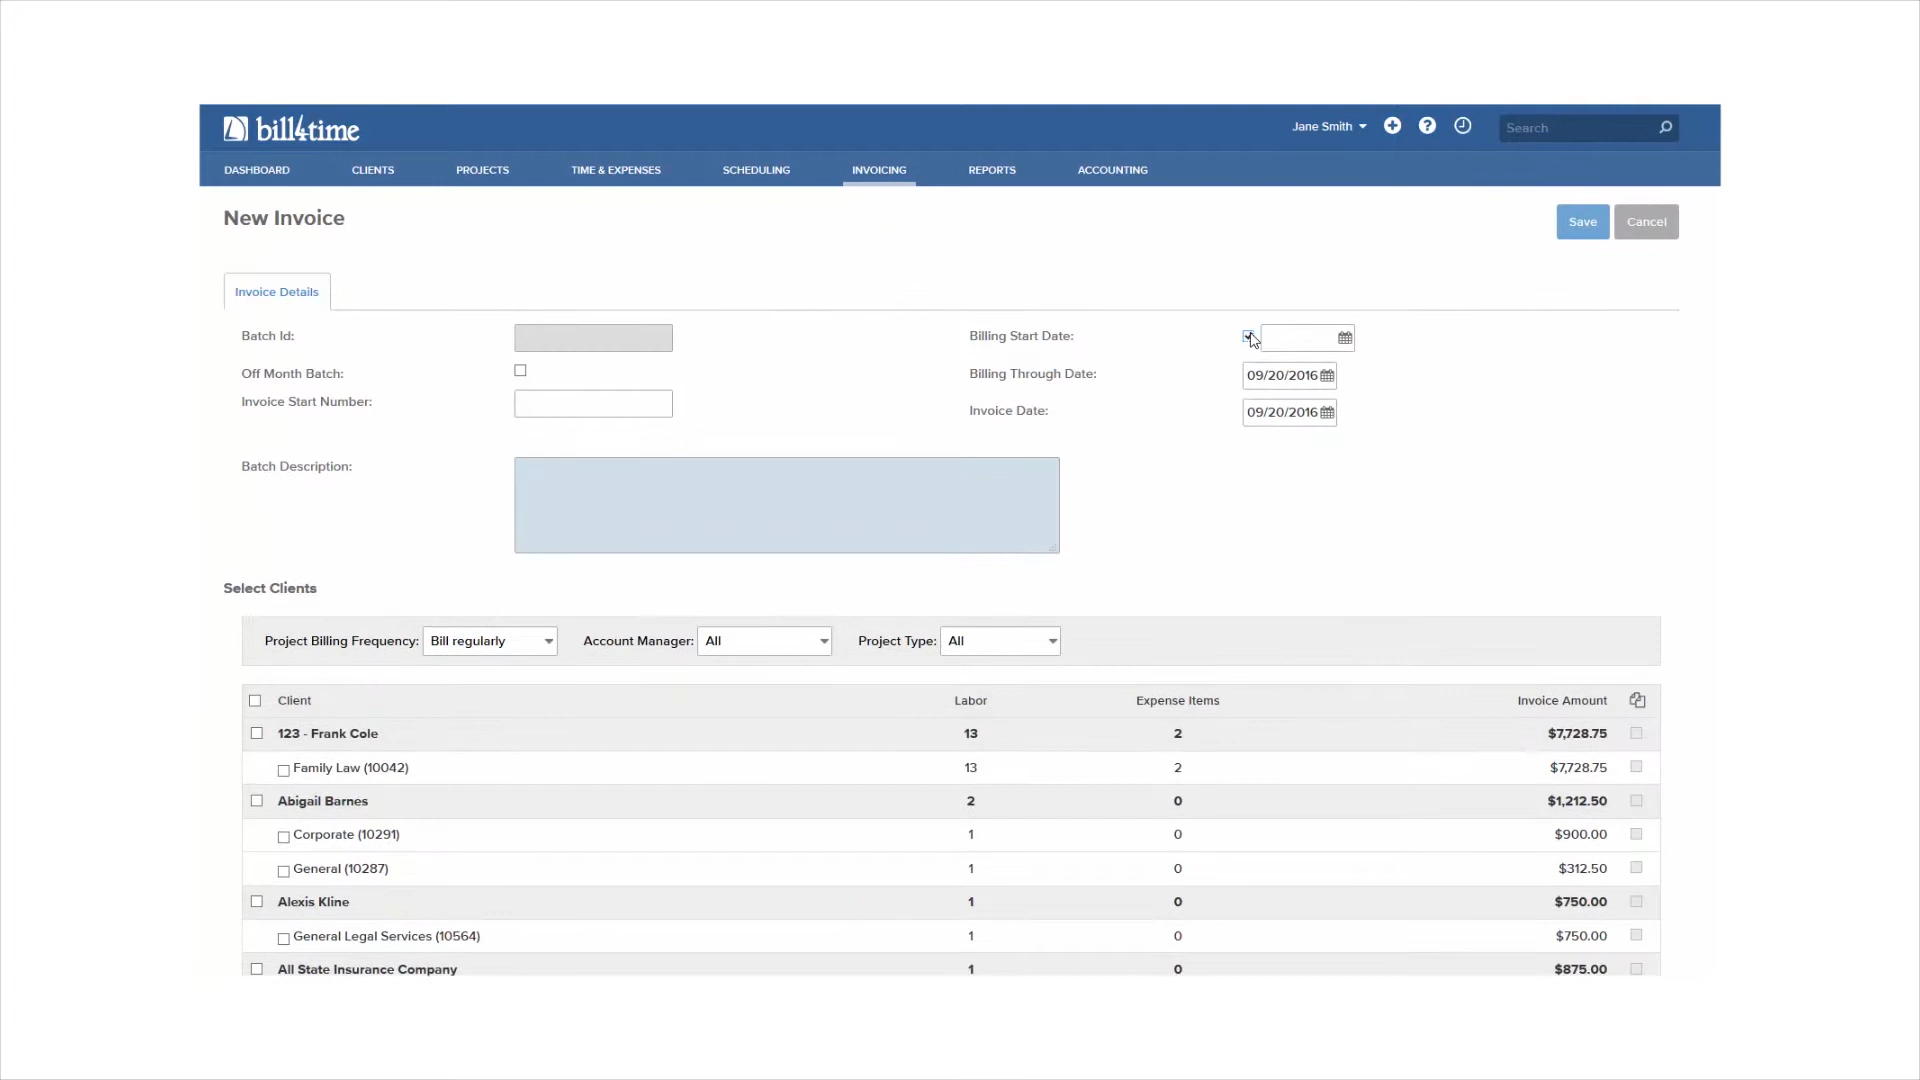 bill4time
Jane Smith
Search
DASHBOARD CLIENTS PROJECTS TIME & EXPENSES SCHEDULING INVOICING REPORTS ACCOUNTING
New Invoice
Save Cancel
Invoice Details
Batch Id:
Billing Start Date:
Off Month Batch:
Billing Through Date: 09/20/2016
Invoice Start Number:
Invoice Date: 09/20/2016
Batch Description:
Select Clients
Project Billing Frequency: Bill regularly Account Manager: All Project Type: All
Client Labor Expense Items Invoice Amount
123 - Frank Cole 13 2 $7,728.75
Family Law (10042) 13 2 $7,728.75
Abigail Barnes 2 0 $1,212.50
Corporate (10291) 1 0 $900.00
General (10287) 1 0 $312.50
Alexis Kline 1 0 $750.00
General Legal Services (10564) 1 0 $750.00
All State Insurance Company 1 0 $875.00